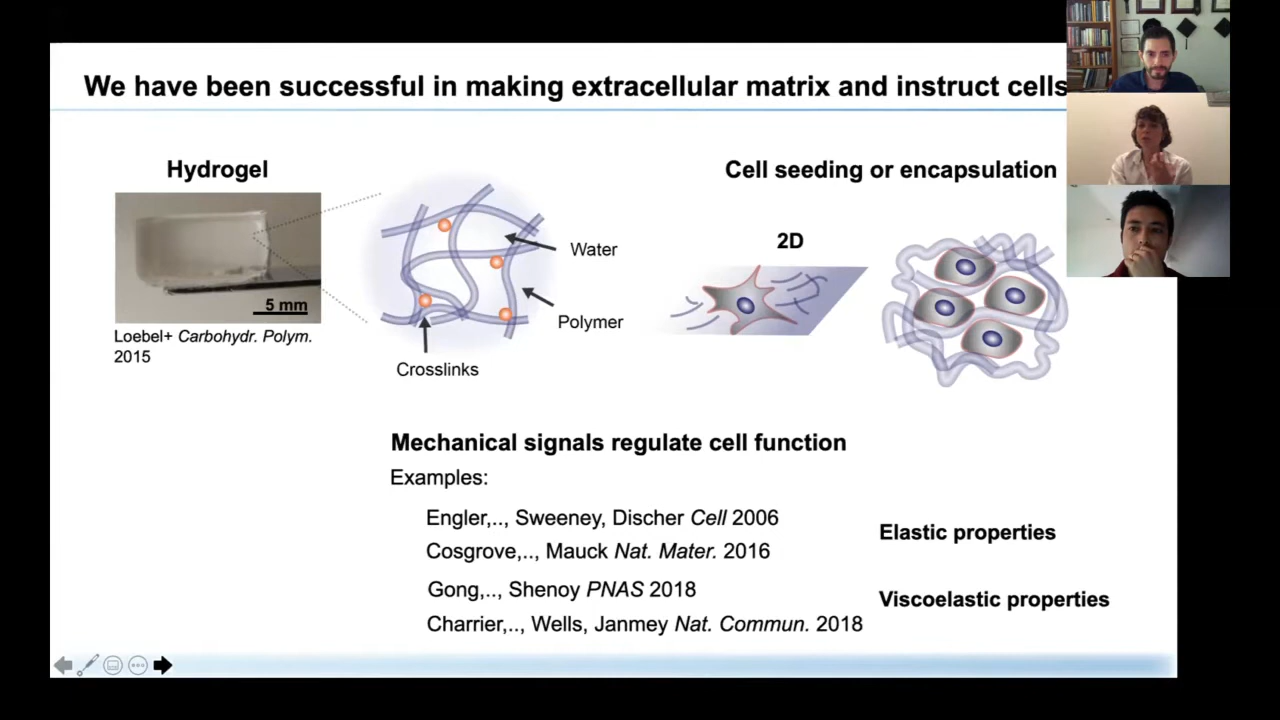 We have been successful in making extracellular matrix and instruct cells
Hydrogel
Cell seeding or encapsulation
2D
Water
Polymer
Crosslinks
5 mm
Loebel+ Carbohydr. Polym.
2015
Mechanical signals regulate cell function
Examples:
Engler,.., Sweeney, Discher Cell 2006
Cosgrove,.., Mauck Nat. Mater. 2016
Elastic properties
Gong,.., Shenoy PNAS 2018
Charrier,.., Wells, Janmey Nat. Commun. 2018
Viscoelastic properties